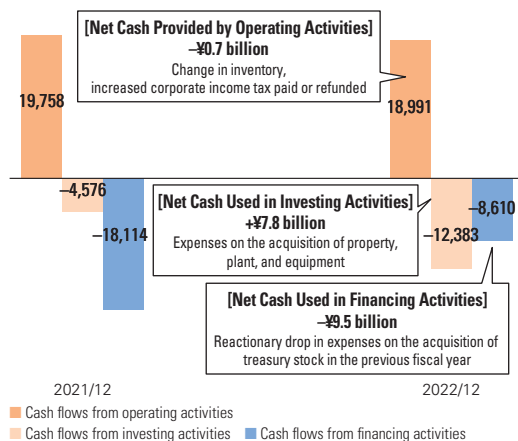 [Net Cash Provided by Operating Activities]
–¥0.7 billion
Change in inventory,
increased corporate income tax paid or refunded
19,758
18,991
–4,576
–18,114
[Net Cash Used in Investing Activities]
+¥7.8 billion
Expenses on the acquisition of property,
plant, and equipment
–12,383
–8,610
[Net Cash Used in Financing Activities]
–¥9.5 billion
Reactionary drop in expenses on the acquisition of
treasury stock in the previous fiscal year
2021/12
2022/12
Cash flows from operating activities
Cash flows from investing activities
Cash flows from financing activities